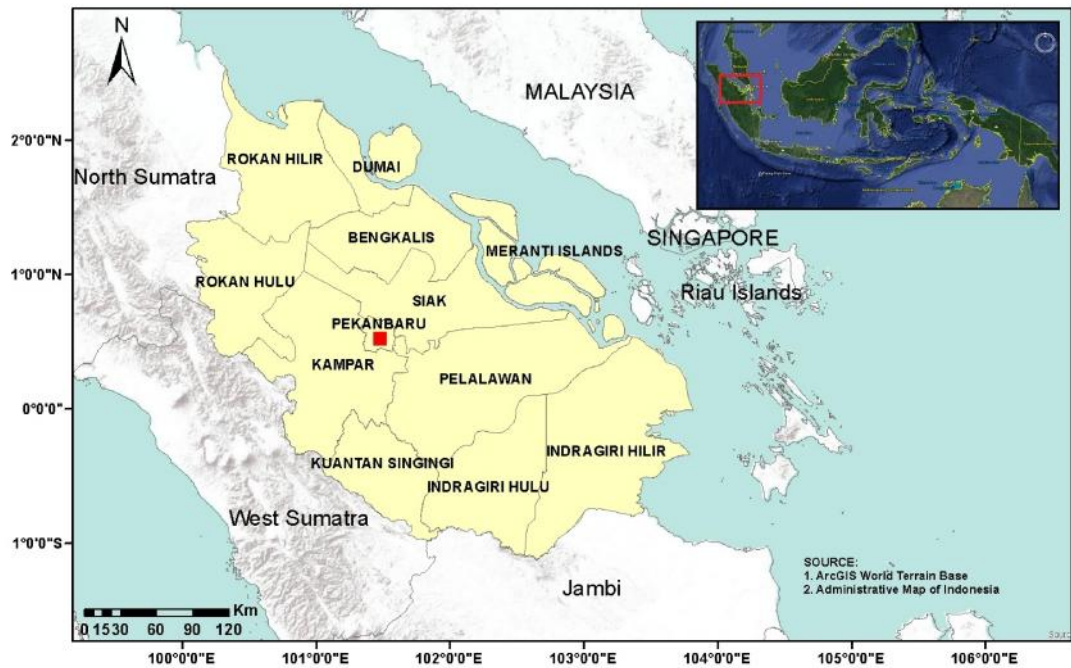 N
MALAYSIA
2°0'0"N
ROKAN HILIR
DUMAI
North Sumatra
BENGKALIS
MERANTI ISLANDS
SINGAPORE
1°0'0"N
ROKAN HULU
Riau Islands
SIAK
PEKANBARU
KAMPAR
PELALAWAN
0°0'0"
KUANTAN SINGINGI
INDRAGIRI HILIR
INDRAGIRI HULU
West Sumatra
1°0'0"S
SOURCE:
1. ArcGIS World Terrain Base
2. Administrative Map of Indonesia
Jambi
Km
0 15 30 60 90 120
100°0'0"E 101°0'0"E 102°0'0"E 103°0'0"E 104°0'0"E 105°0'0"E 106°0'0"E